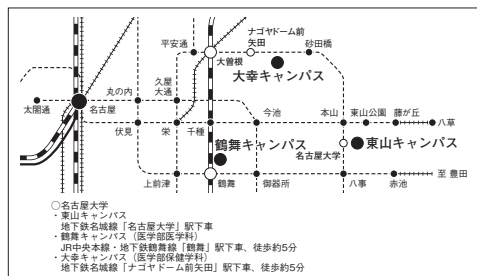 平安通
ナゴヤドーム前
矢田
砂田橋
大曽根
大幸キャンパス
久屋
大通
丸の内
太閤通
名古屋
今池
本山
東山公園
藤が丘
八草
伏見
栄
千種
鶴舞キャンパス
名古屋大学
東山キャンパス
上前津
鶴舞
御器所
八事
赤池
至 豊田
○名古屋大学
・東山キャンパス
地下鉄名城線「名古屋大学」駅下車
・鶴舞キャンパス（医学部医学科）
JR中央本線・地下鉄鶴舞線「鶴舞」駅下車、徒歩約5分
・大幸キャンパス（医学部保健学科）
地下鉄名城線「ナゴヤドーム前矢田」駅下車、徒歩約5分